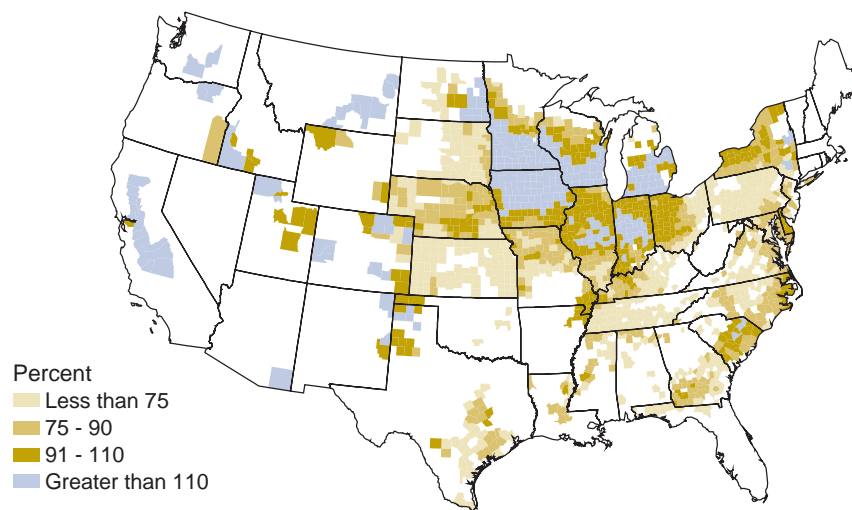 Percent
Less than 75
75 - 90
91 - 110
Greater than 110